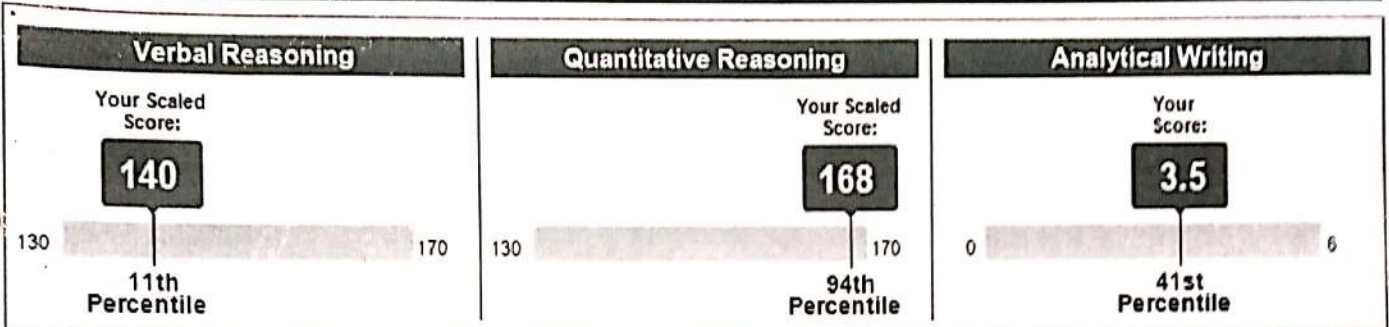 Verbal Reasoning
Your Scaled
Score:
140
130
170
11th
Percentile
Quantitative Reasoning
Your Scaled
Score:
168
130
170
94th
Percentile
Analytical Writing
Your
Score:
3.5
0
6
41st
Percentile